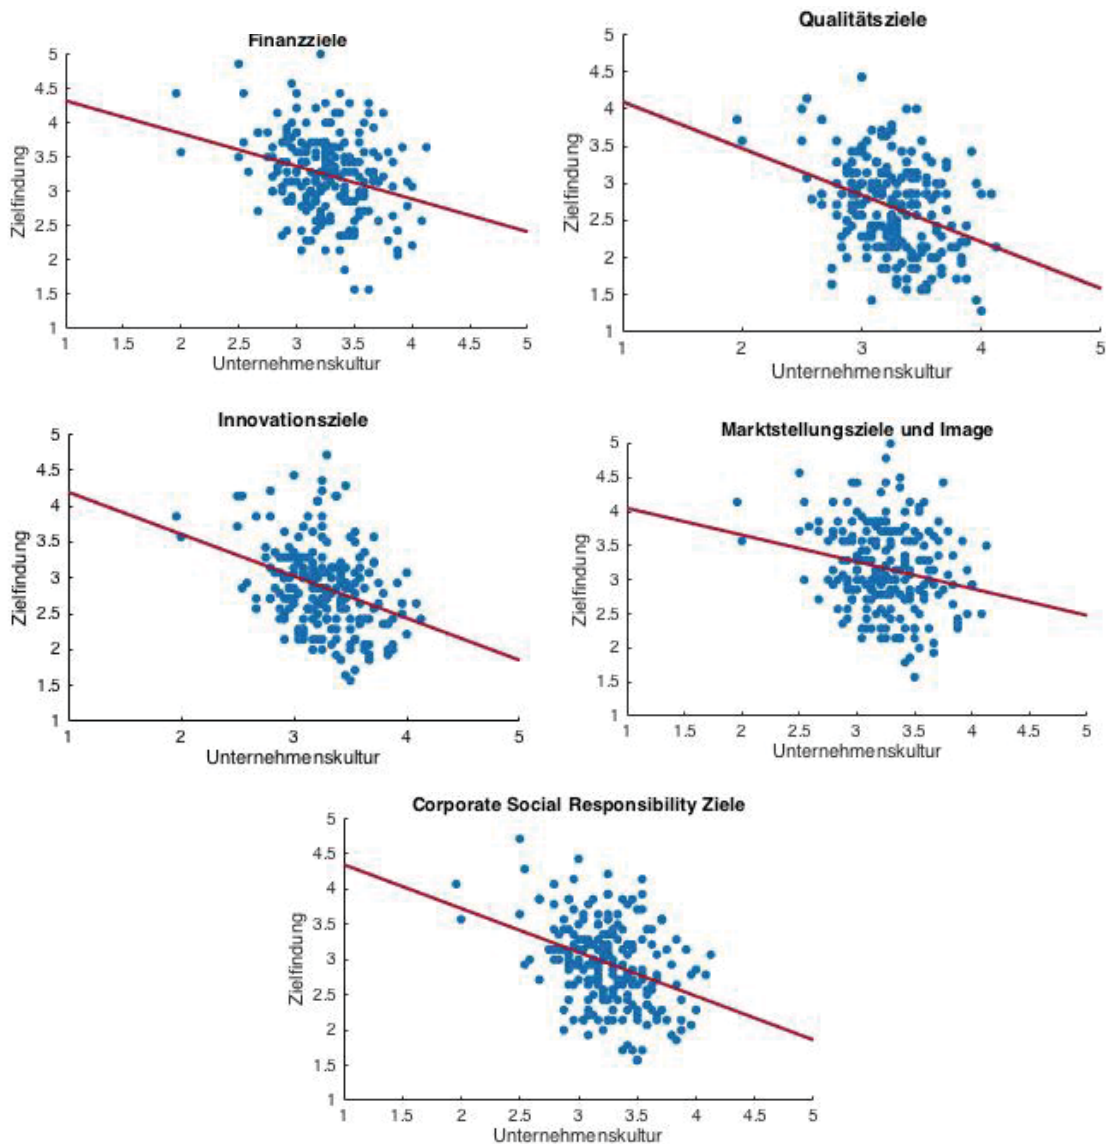 Finanzziele
5
4.5
4
3.5
3
2.5
2
1.5
1
Zielfindung
1 1.5 2 2.5 3 3.5 4 4.5 5
Unternehmenskultur
Qualitätsziele
5
4.5
4
3.5
3
2.5
2
1.5
1
Zielfindung
1 2 3 4 5
Unternehmenskultur
Innovationsziele
5
4.5
4
3.5
3
2.5
2
1.5
1
Zielfindung
1 2 3 4 5
Unternehmenskultur
Marktstellungsziele und Image
5
4.5
4
3.5
3
2.5
2
1.5
1
Zielfindung
1 1.5 2 2.5 3 3.5 4 4.5 5
Unternehmenskultur
Corporate Social Responsibility Ziele
5
4.5
4
3.5
3
2.5
2
1.5
1
Zielfindung
1 1.5 2 2.5 3 3.5 4 4.5 5
Unternehmenskultur